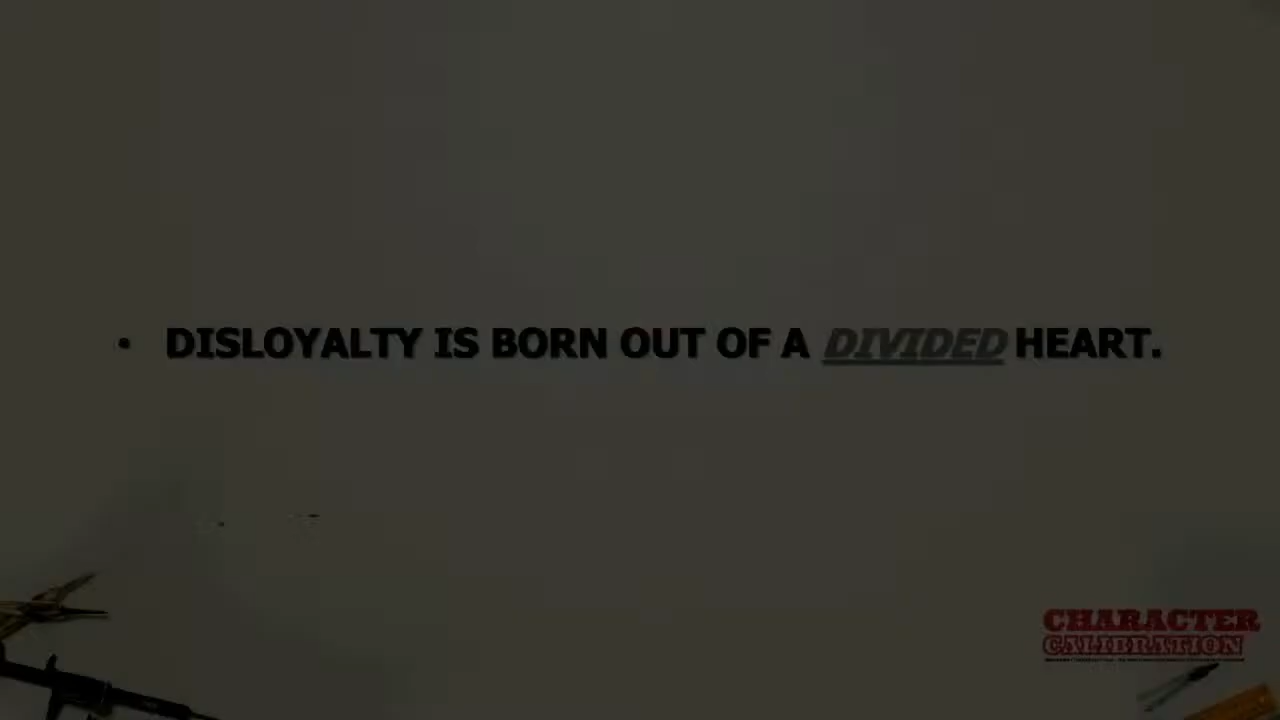 • DISLOYALTY IS BORN OUT OF A DIVIDED HEART.
CHARACTER
CALIBRATION